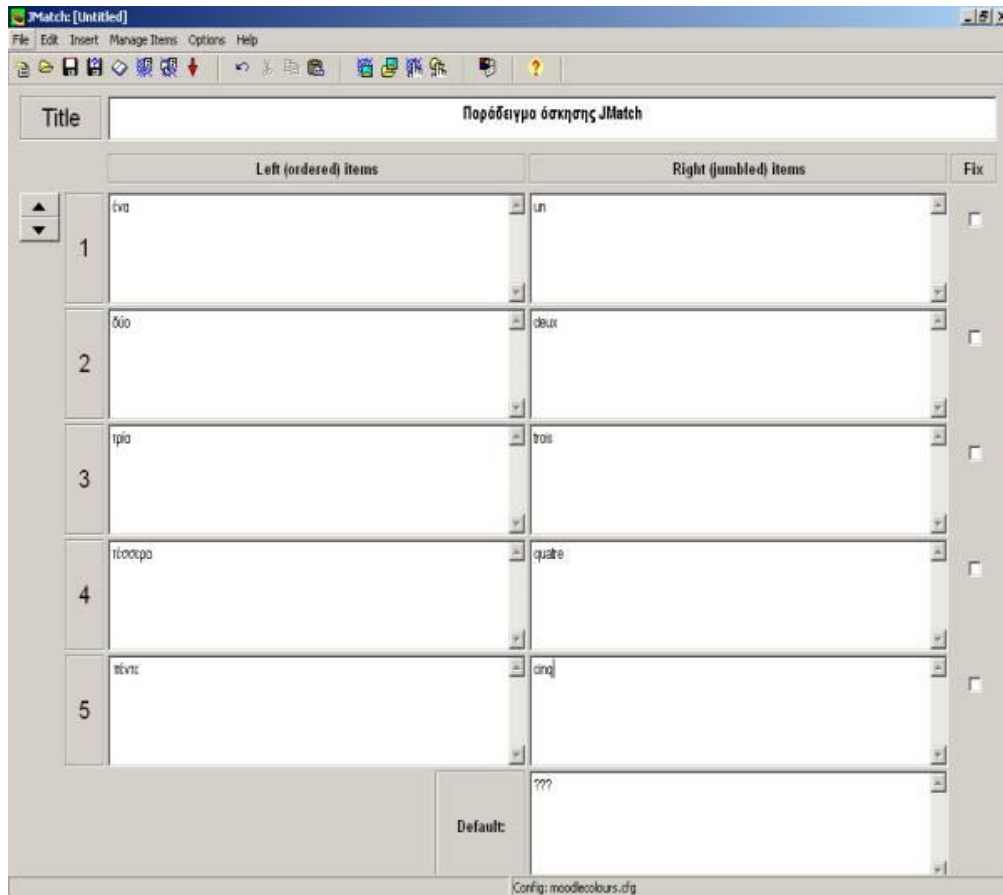 JMatch: [Untitled]
File Edit Insert Manage Items Options Help
Title Παράδειγμα άσκησης JMatch
Left (ordered) items Right (jumbled) items Fix
1 ένα un
2 δύο deux
3 τρία trois
4 τέσσερα quatre
5 πέντε cinq
Default: ???
Config: moodlecolours.cfg